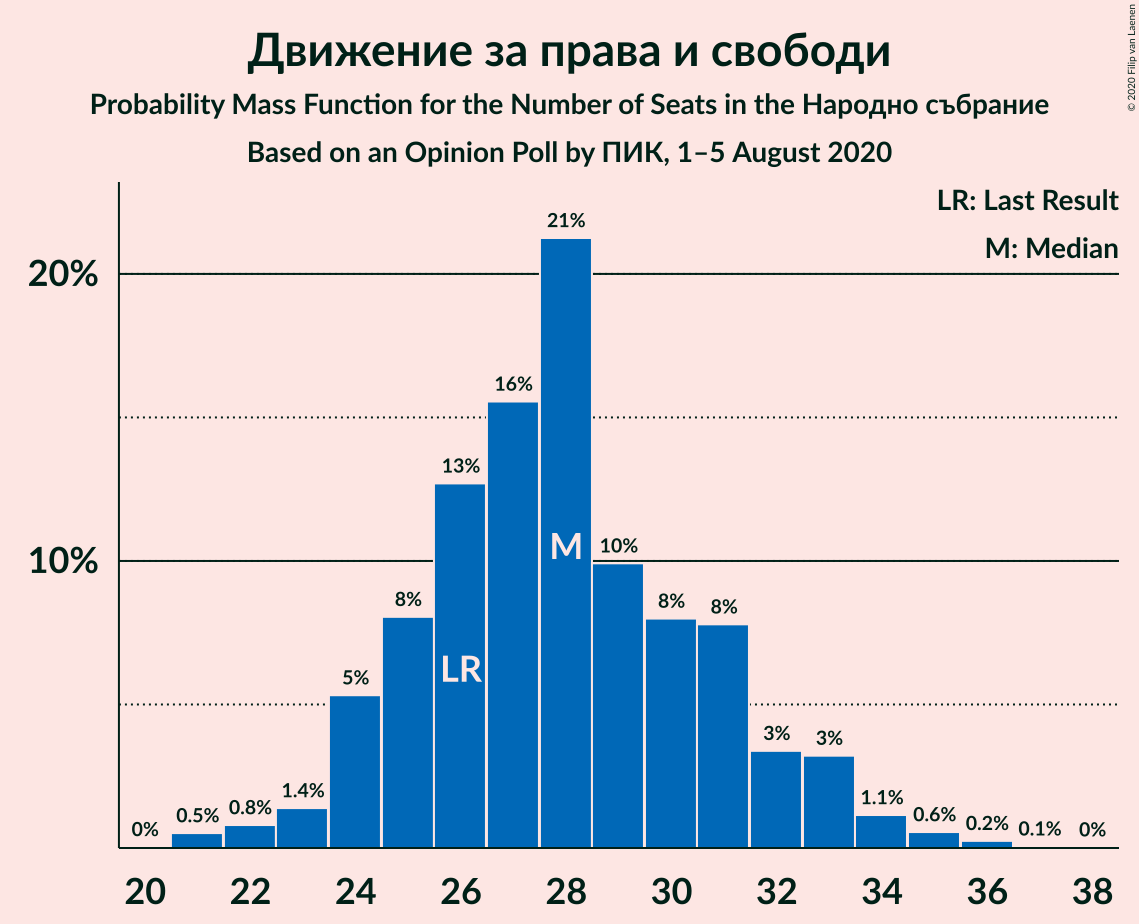 Движение за права и свободи
Probability Mass Function for the Number of Seats in the Народно събрание
Based on an Opinion Poll by ПИК, 1–5 August 2020
© 2020 Filip van Laenen
LR: Last Result
M: Median
20%
10%
0%
0.5%
0.8%
1.4%
5%
8%
13%
16%
21%
10%
8%
8%
3%
3%
1.1%
0.6%
0.2%
0.1%
0%
LR
M
20 22 24 26 28 30 32 34 36 38